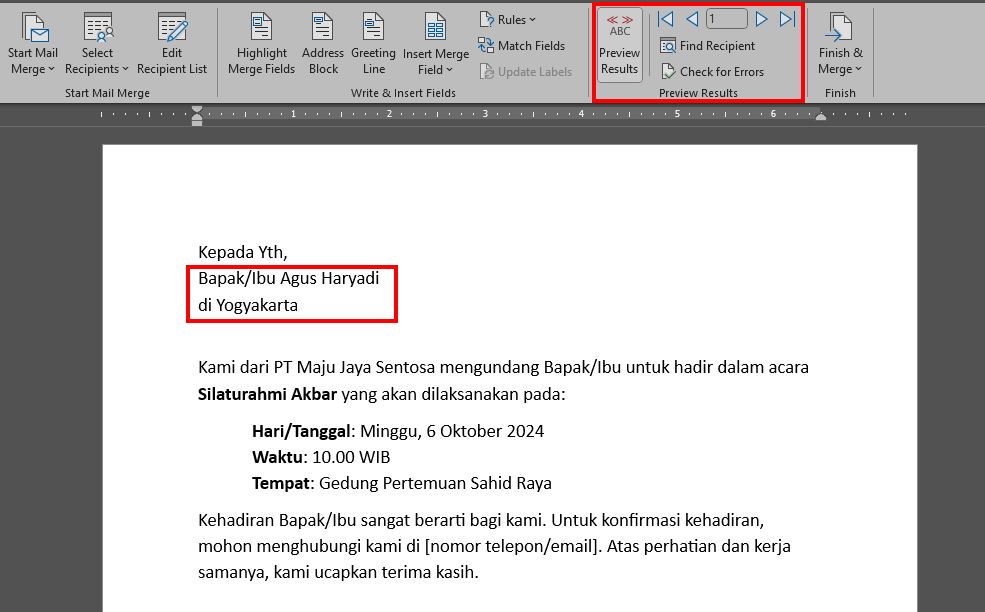 Start Mail Merge
Select Recipients
Edit Recipient List
Start Mail Merge
Highlight Merge Fields
Address Block
Greeting Line
Insert Merge Field
Rules
Match Fields
Update Labels
Write & Insert Fields
ABC
Preview Results
1
Find Recipient
Check for Errors
Preview Results
Finish & Merge
Finish
1 2 3 4 5 6
Kepada Yth,
Bapak/Ibu Agus Haryadi
di Yogyakarta
Kami dari PT Maju Jaya Sentosa mengundang Bapak/Ibu untuk hadir dalam acara
Silaturahmi Akbar yang akan dilaksanakan pada:
Hari/Tanggal: Minggu, 6 Oktober 2024
Waktu: 10.00 WIB
Tempat: Gedung Pertemuan Sahid Raya
Kehadiran Bapak/Ibu sangat berarti bagi kami. Untuk konfirmasi kehadiran,
mohon menghubungi kami di [nomor telepon/email]. Atas perhatian dan kerja
samanya, kami ucapkan terima kasih.